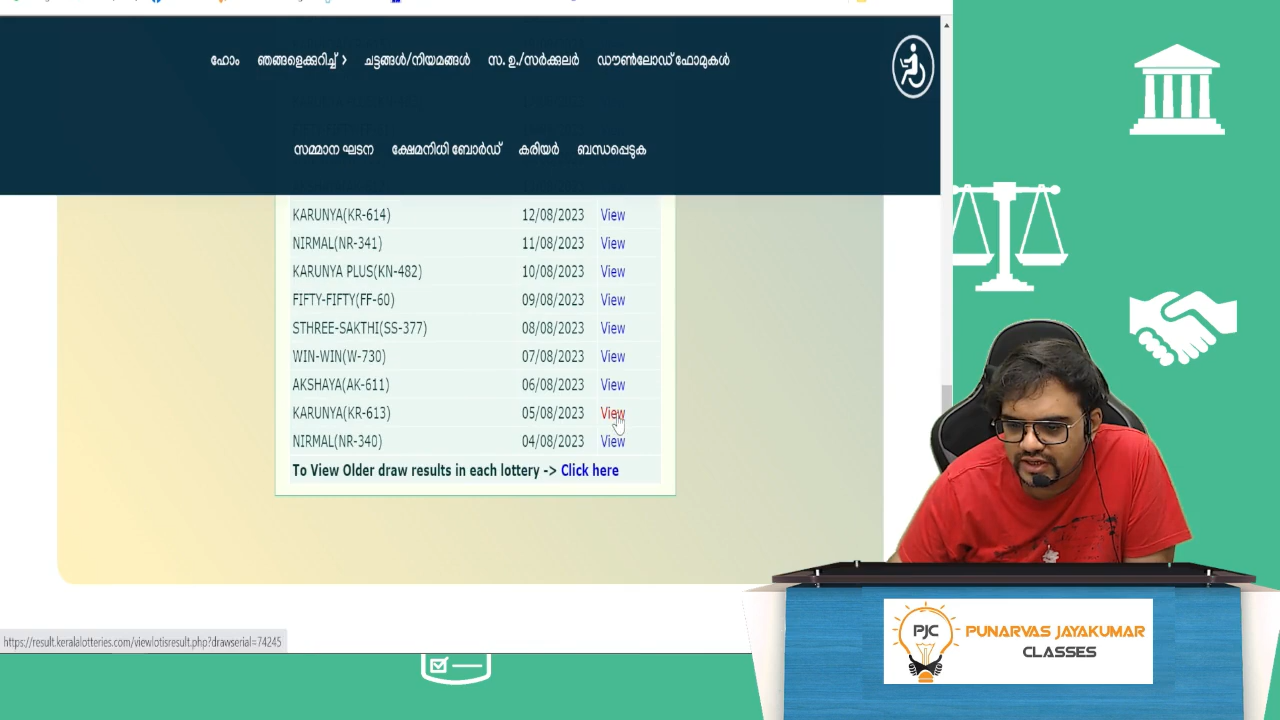 ഹോം ഞങ്ങളെക്കുറിച്ച് › ചട്ടങ്ങൾ/നിയമങ്ങൾ സ. ഉ./സർക്കുലർ ഡൗൺലോഡ് ഫോമുകൾ
സമ്മാന ഘടന ക്ഷേമനിധി ബോർഡ് കരിയർ ബന്ധപ്പെടുക
KARUNYA(KR-614) 12/08/2023 View
NIRMAL(NR-341) 11/08/2023 View
KARUNYA PLUS(KN-482) 10/08/2023 View
FIFTY-FIFTY(FF-60) 09/08/2023 View
STHREE-SAKTHI(SS-377) 08/08/2023 View
WIN-WIN(W-730) 07/08/2023 View
AKSHAYA(AK-611) 06/08/2023 View
KARUNYA(KR-613) 05/08/2023 View
NIRMAL(NR-340) 04/08/2023 View
To View Older draw results in each lottery -> Click here
https://result.keralalotteries.com/viewlotisresult.php?drawserial=74245
PJC
PUNARVAS JAYAKUMAR
CLASSES